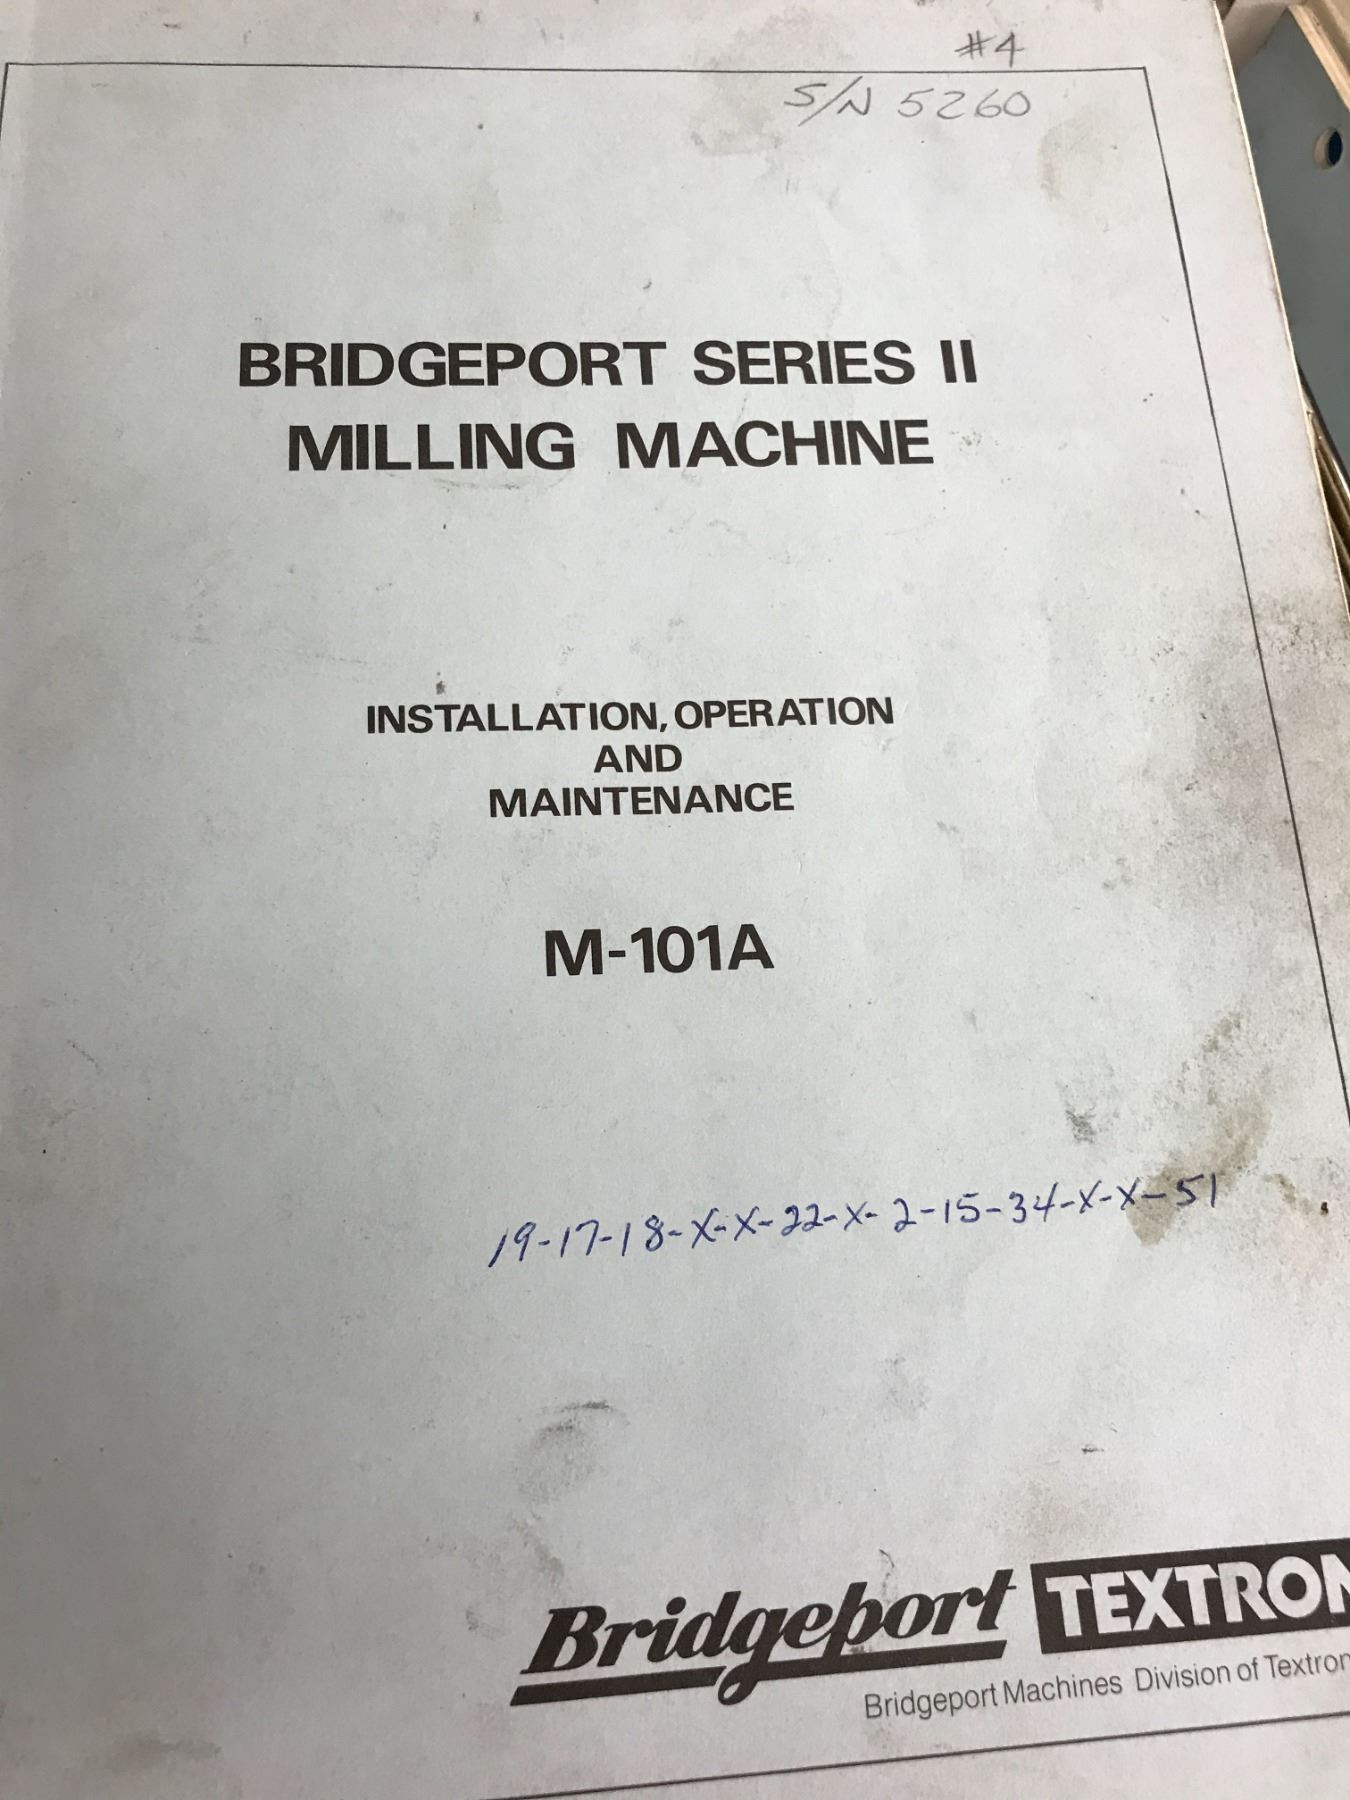 #4
S/N 5260
BRIDGEPORT SERIES II
MILLING MACHINE
INSTALLATION, OPERATION
AND
MAINTENANCE
M-101A
19-17-18-X-X-22-X-2-15-34-X-X-51
Bridgeport TEXTRON
Bridgeport Machines Division of Textron